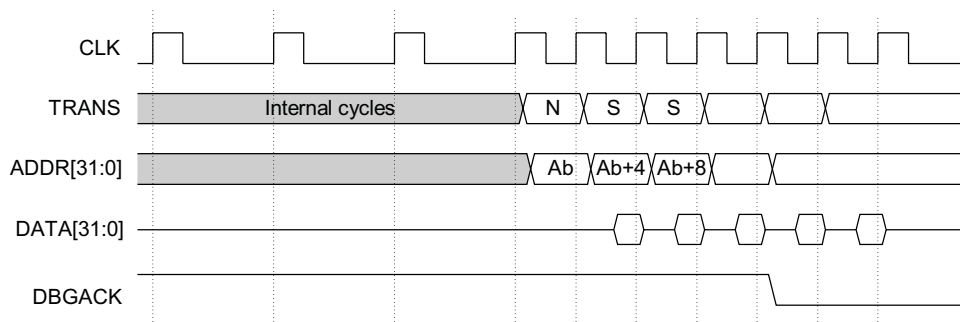 CLK
TRANS Internal cycles N S S
ADDR[31:0] Ab Ab+4 Ab+8
DATA[31:0]
DBGACK